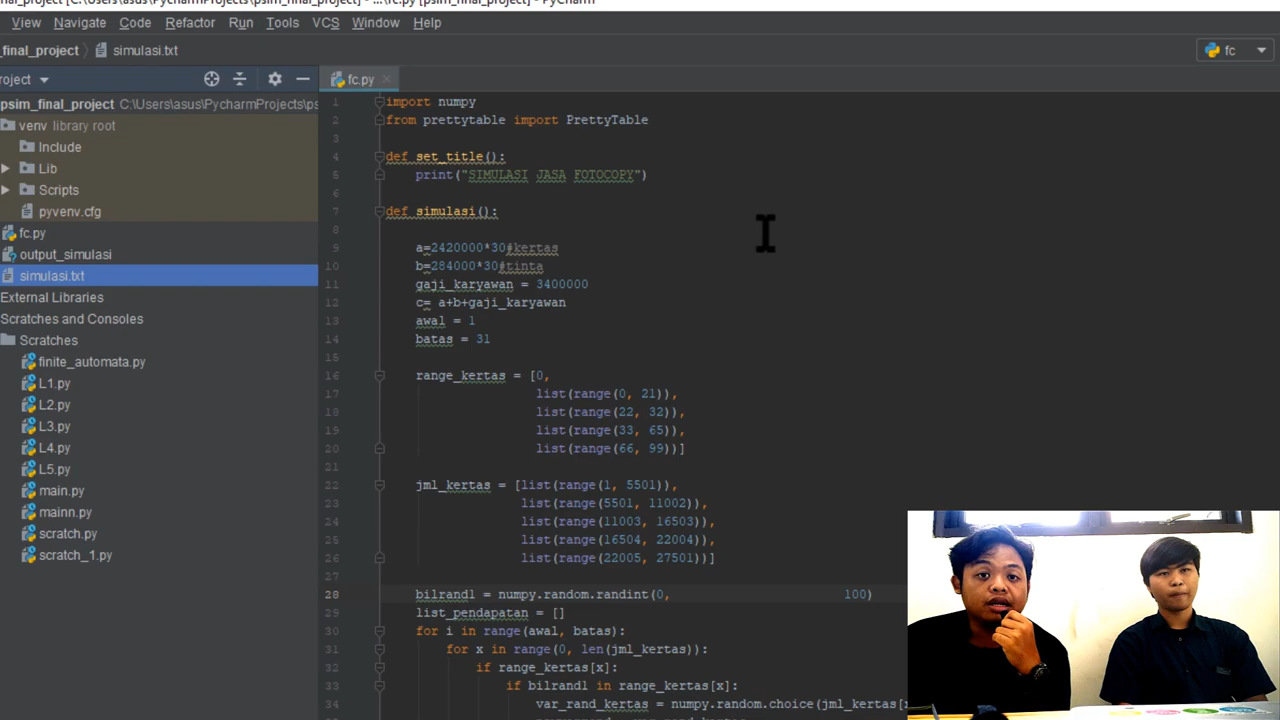 nal_project [C:\Users\asus\PycharmProjects\psim_final_project] - ...\fc.py [psim_final_project] - PyCharm
View Navigate Code Refactor Run Tools VCS Window Help
_final_project simulasi.txt
fc
roject
fc.py
psim_final_project C:\Users\asus\PycharmProjects\ps
venv library root
Include
Lib
Scripts
pyvenv.cfg
fc.py
output_simulasi
simulasi.txt
External Libraries
Scratches and Consoles
Scratches
finite_automata.py
L1.py
L2.py
L3.py
L4.py
L5.py
main.py
mainn.py
scratch.py
scratch_1.py
1 import numpy
2 from prettytable import PrettyTable
3
4 def set_title():
5 print("SIMULASI JASA FOTOCOPY")
6
7 def simulasi():
8
9 a=2420000*30#kertas
10 b=284000*30#tinta
11 gaji_karyawan = 3400000
12 c= a+b+gaji_karyawan
13 awal = 1
14 batas = 31
15
16 range_kertas = [0,
17 list(range(0, 21)),
18 list(range(22, 32)),
19 list(range(33, 65)),
20 list(range(66, 99))]
21
22 jml_kertas = [list(range(1, 5501)),
23 list(range(5501, 11002)),
24 list(range(11003, 16503)),
25 list(range(16504, 22004)),
26 list(range(22005, 27501))]
27
28 bilrand1 = numpy.random.randint(0, 100)
29 list_pendapatan = []
30 for i in range(awal, batas):
31 for x in range(0, len(jml_kertas)):
32 if range_kertas[x]:
33 if bilrand1 in range_kertas[x]:
34 var_rand_kertas = numpy.random.choice(jml_kertas[x